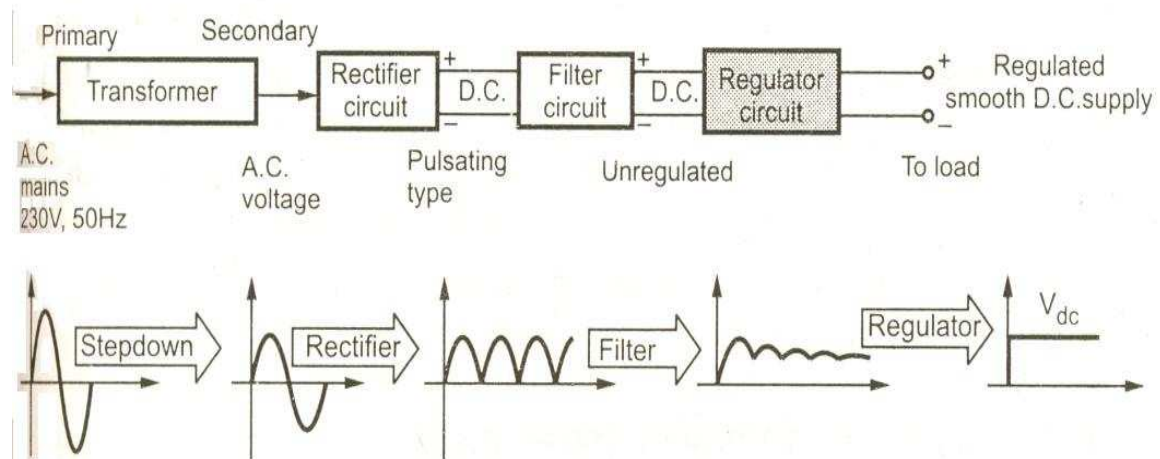 Primary
Secondary
Transformer
Rectifier
circuit
+
D.C.
–
Filter
circuit
+
D.C.
–
Regulator
circuit
+
–
Regulated
smooth D.C.supply
A.C.
mains
230V, 50Hz
A.C.
voltage
Pulsating
type
Unregulated
To load
Stepdown
Rectifier
Filter
Regulator
Vdc